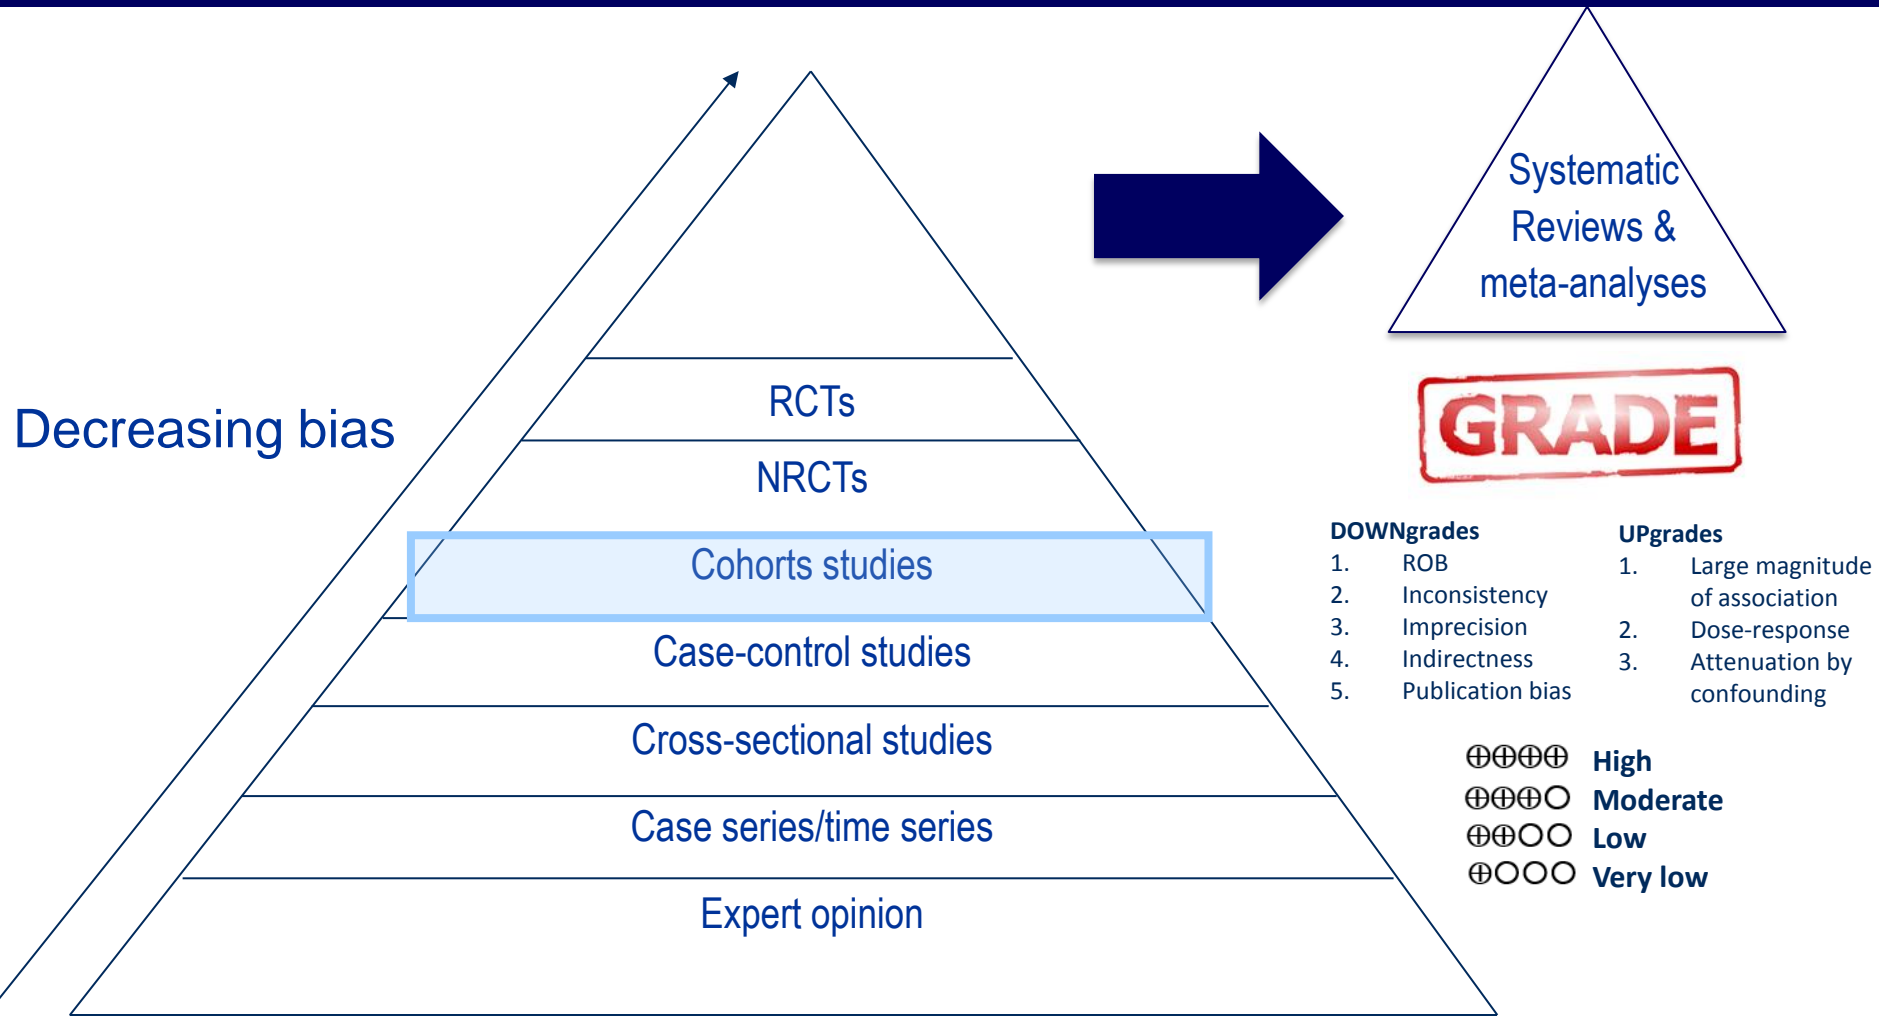 Systematic
Reviews &
meta-analyses
Decreasing bias
RCTs
NRCTs
Cohorts studies
Case-control studies
Cross-sectional studies
Case series/time series
Expert opinion
GRADE
DOWNgrades
1. ROB
2. Inconsistency
3. Imprecision
4. Indirectness
5. Publication bias
UPgrades
1. Large magnitude
of association
2. Dose-response
3. Attenuation by
confounding
⊕⊕⊕⊕ High
⊕⊕⊕○ Moderate
⊕⊕○○ Low
⊕○○○ Very low